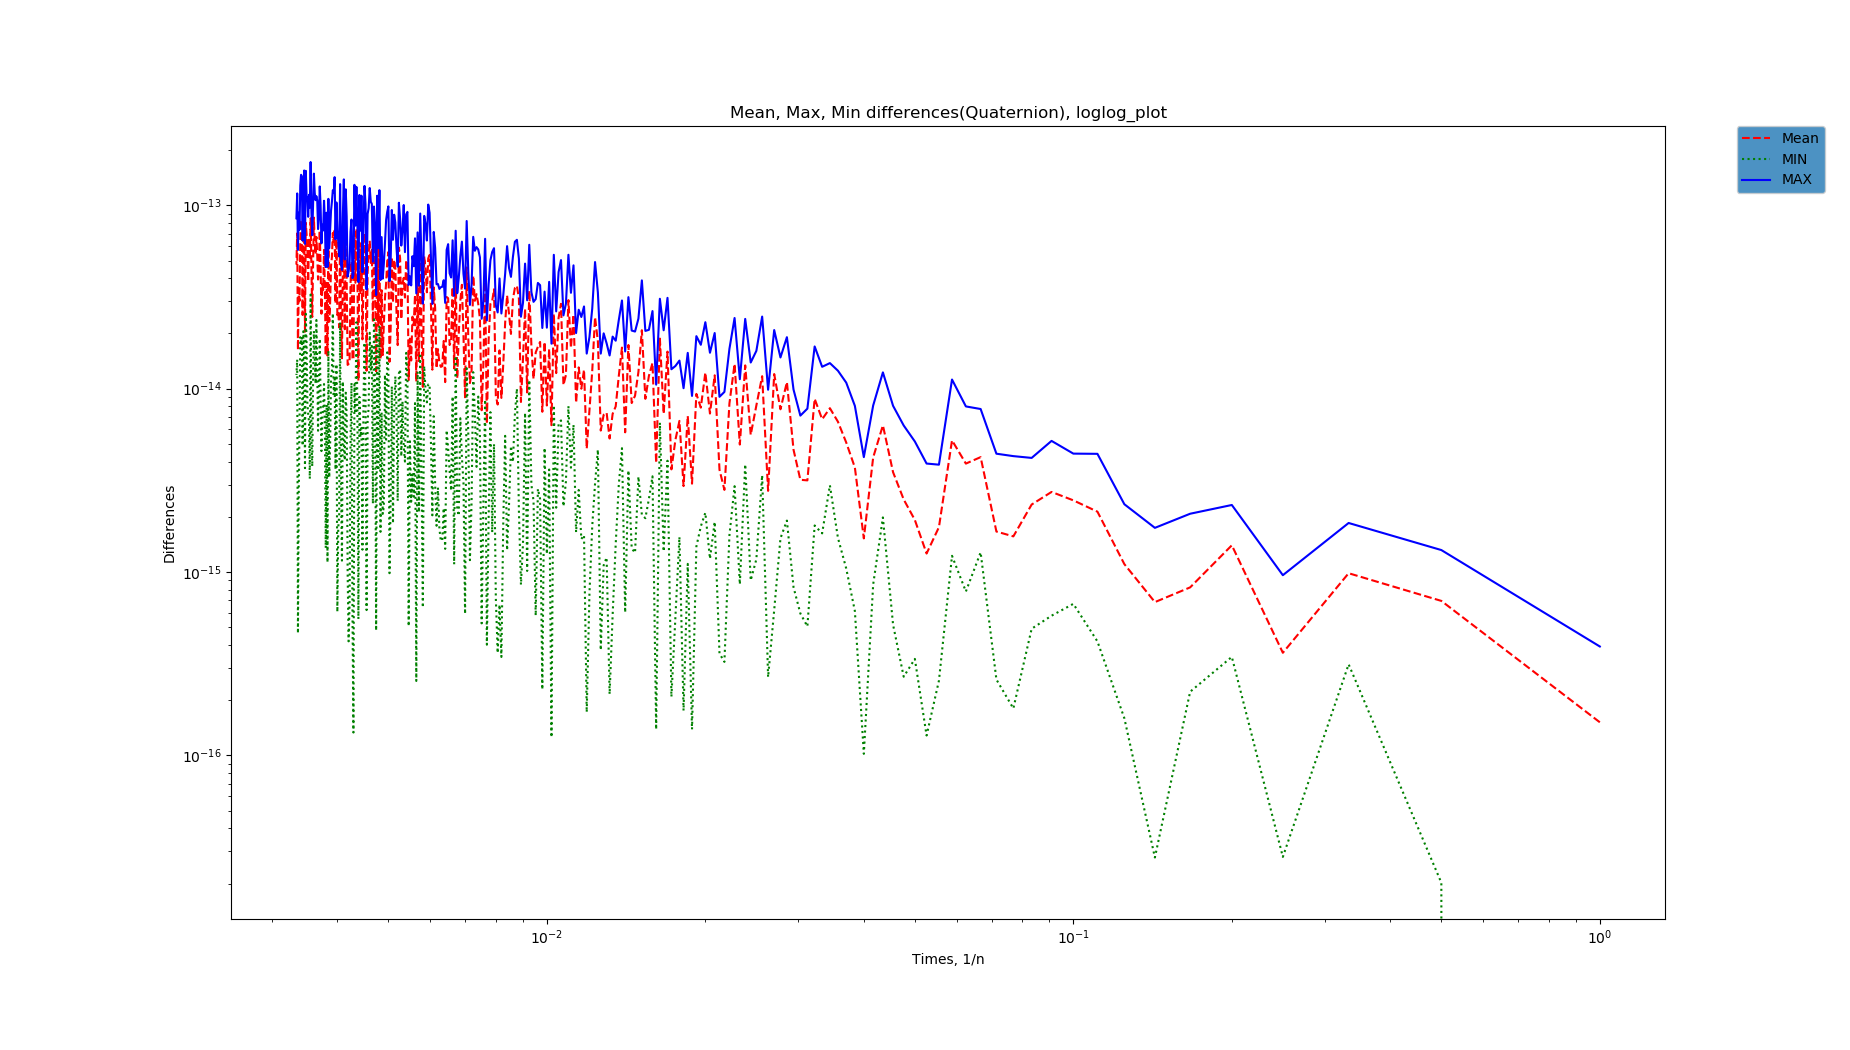 Mean, Max, Min differences(Quaternion), loglog_plot
Mean
MIN
MAX
Differences
10⁻¹³
10⁻¹⁴
10⁻¹⁵
10⁻¹⁶
10⁻²
10⁻¹
10⁰
Times, 1/n